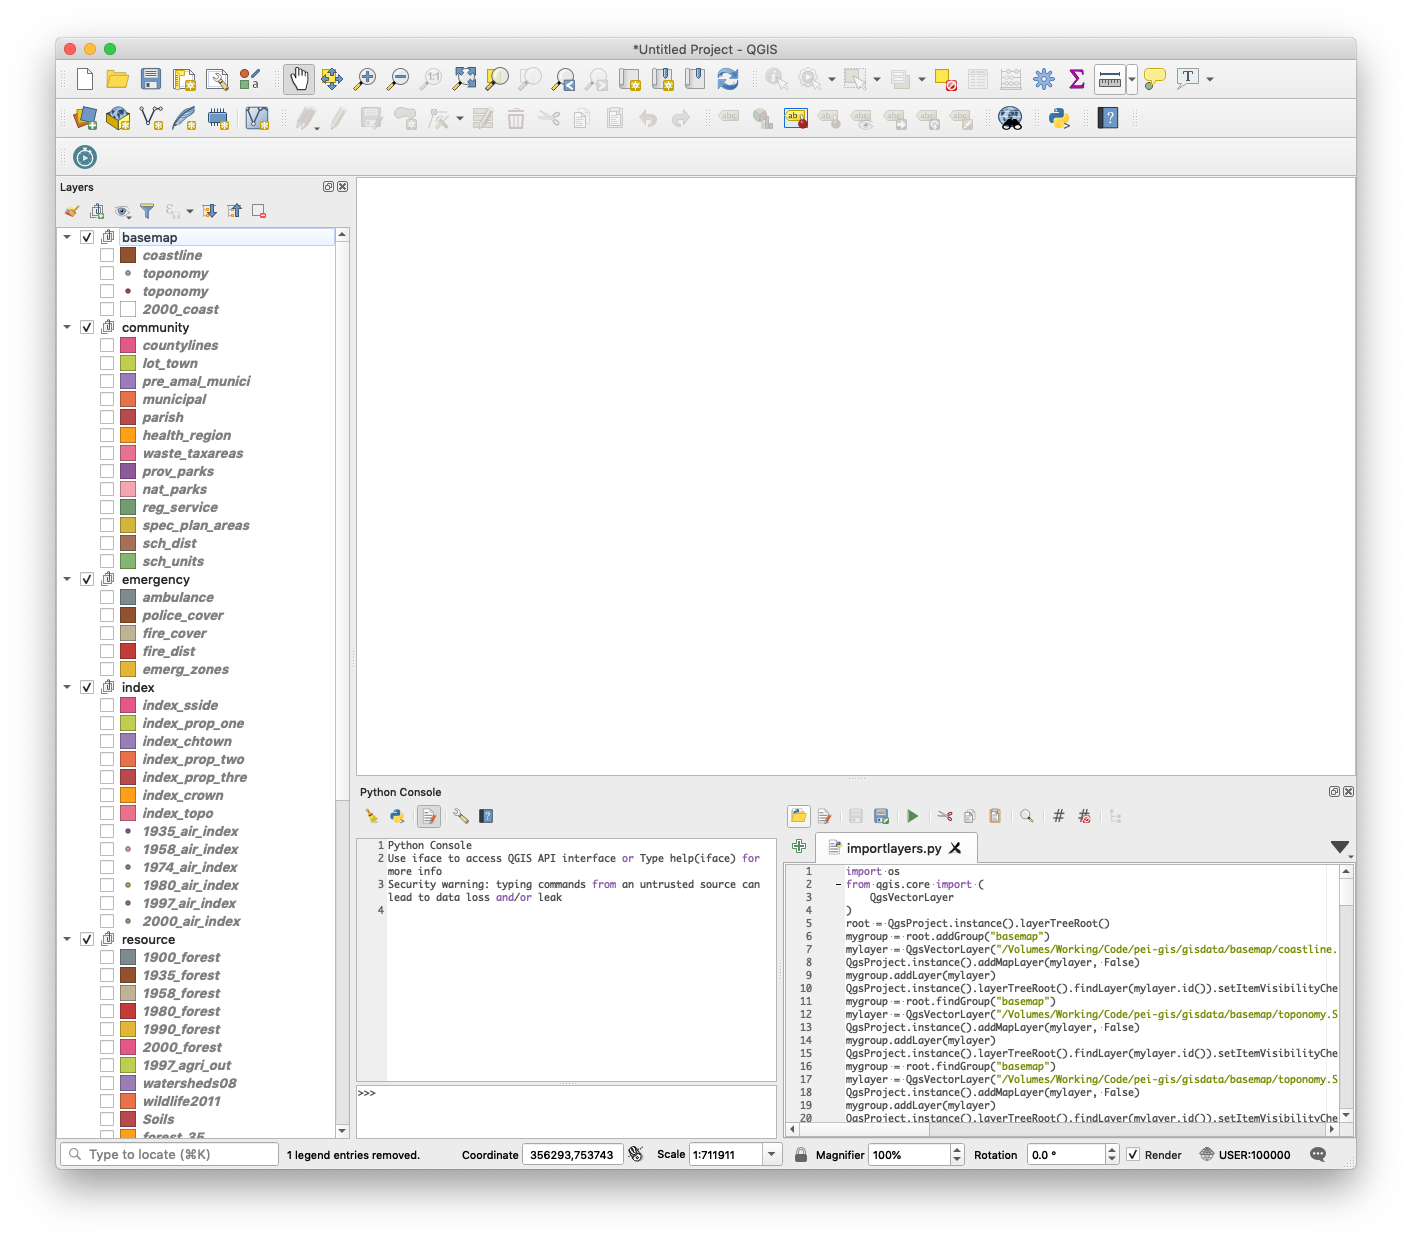 *Untitled Project - QGIS
Layers
basemap
coastline
toponomy
toponomy
2000_coast
community
countylines
lot_town
pre_amal_munici
municipal
parish
health_region
waste_taxareas
prov_parks
nat_parks
reg_service
spec_plan_areas
sch_dist
sch_units
emergency
ambulance
police_cover
fire_cover
fire_dist
emerg_zones
index
index_sside
index_prop_one
index_chtown
index_prop_two
index_prop_thre
index_crown
index_topo
1935_air_index
1958_air_index
1974_air_index
1980_air_index
1997_air_index
2000_air_index
resource
1900_forest
1935_forest
1958_forest
1980_forest
1990_forest
2000_forest
1997_agri_out
watersheds08
wildlife2011
Soils
forest_35
Python Console
1 Python Console
2 Use iface to access QGIS API interface or Type help(iface) for
more info
3 Security warning: typing commands from an untrusted source can
lead to data loss and/or leak
4
>>>
importlayers.py
1 import os
2 from qgis.core import (
3 QgsVectorLayer
4 )
5 root = QgsProject.instance().layerTreeRoot()
6 mygroup = root.addGroup("basemap")
7 mylayer = QgsVectorLayer("/Volumes/Working/Code/pei-gis/gisdata/basemap/coastline.
8 QgsProject.instance().addMapLayer(mylayer, False)
9 mygroup.addLayer(mylayer)
10 QgsProject.instance().layerTreeRoot().findLayer(mylayer.id()).setItemVisibilityChe
11 mygroup = root.findGroup("basemap")
12 mylayer = QgsVectorLayer("/Volumes/Working/Code/pei-gis/gisdata/basemap/toponomy.S
13 QgsProject.instance().addMapLayer(mylayer, False)
14 mygroup.addLayer(mylayer)
15 QgsProject.instance().layerTreeRoot().findLayer(mylayer.id()).setItemVisibilityChe
16 mygroup = root.findGroup("basemap")
17 mylayer = QgsVectorLayer("/Volumes/Working/Code/pei-gis/gisdata/basemap/toponomy.S
18 QgsProject.instance().addMapLayer(mylayer, False)
19 mygroup.addLayer(mylayer)
20 QgsProject.instance().layerTreeRoot().findLayer(mylayer.id()).setItemVisibilityChe
Type to locate (⌘K) 1 legend entries removed. Coordinate 356293,753743 Scale 1:711911 Magnifier 100% Rotation 0.0 ° Render USER:100000